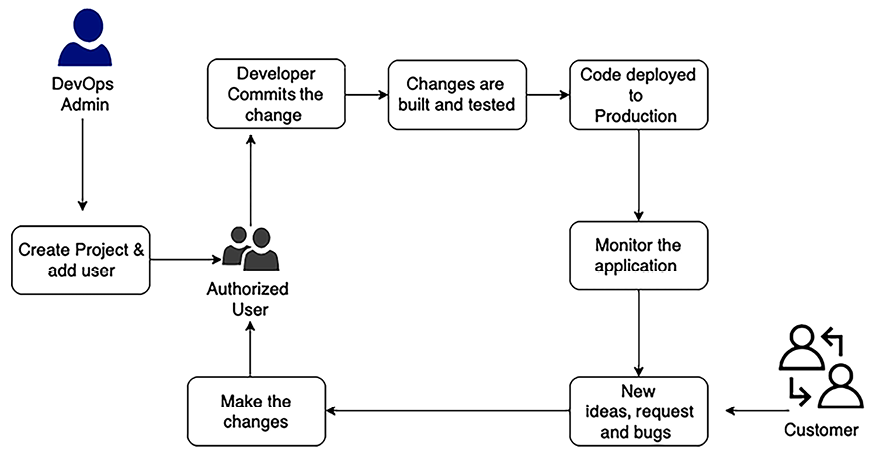 DevOps
Admin
Developer
Commits the
change
Changes are
built and tested
Code deployed
to
Production
Create Project &
add user
Authorized
User
Monitor the
application
Make the
changes
New
ideas, request
and bugs
Customer